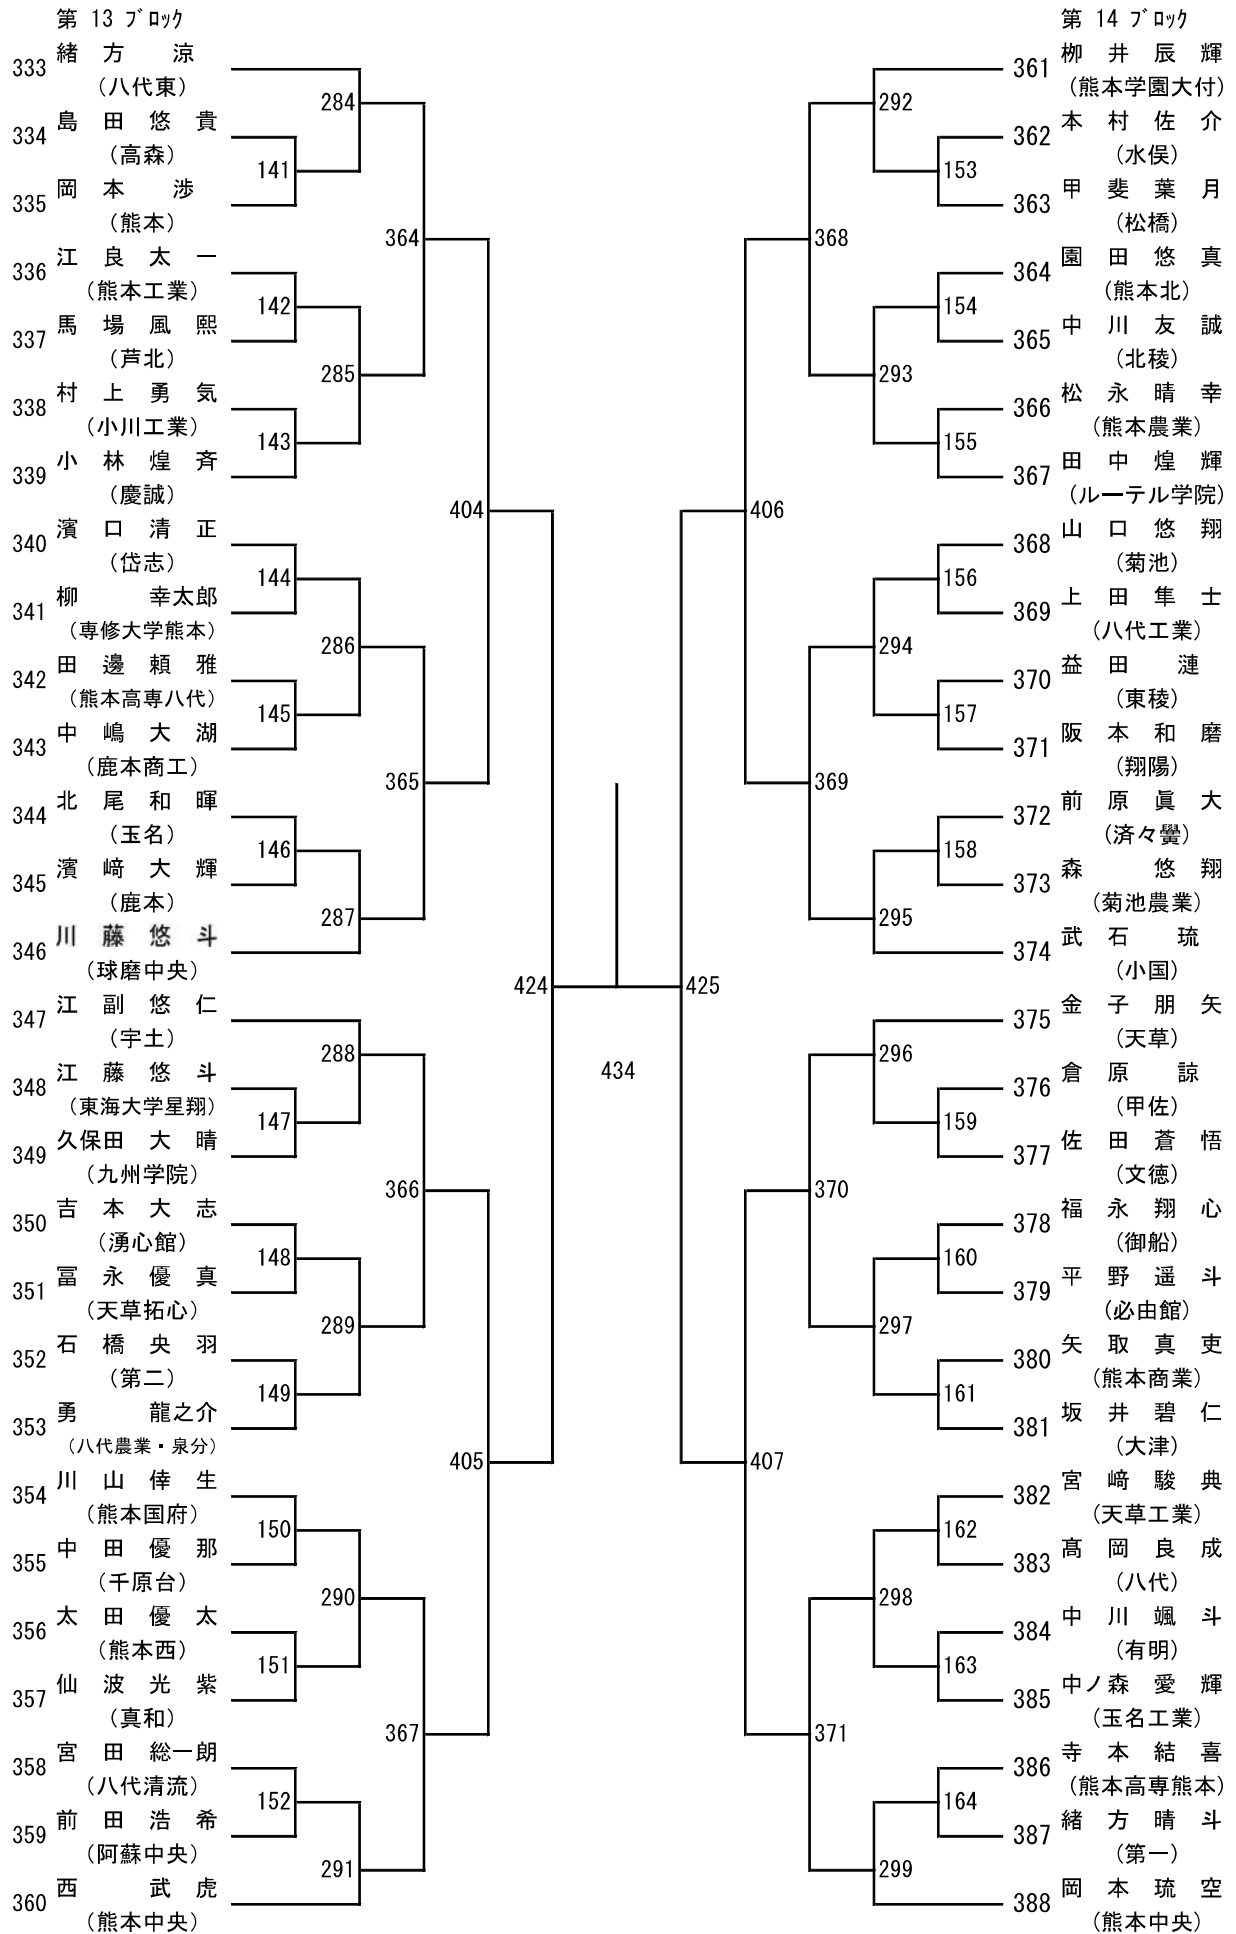 第 13 ﾌﾞﾛｯｸ
333 緒方 涼
（八代東）
284
334 島田悠貴
（高森）
141
335 岡本 渉
（熊本）
364
336 江良太一
（熊本工業）
142
337 馬場風熙
（芦北）
285
338 村上勇気
（小川工業）
143
339 小林煌斉
（慶誠）
404
340 濱口清正
（岱志）
144
341 柳 幸太郎
（専修大学熊本）
286
342 田邊頼雅
（熊本高専八代）
145
343 中嶋大湖
（鹿本商工）
365
344 北尾和暉
（玉名）
146
345 濱﨑大輝
（鹿本）
287
346 川藤悠斗
（球磨中央）
424
347 江副悠仁
（宇土）
288
348 江藤悠斗
（東海大学星翔）
147
349 久保田大晴
（九州学院）
366
350 吉本大志
（湧心館）
148
351 冨永優真
（天草拓心）
289
352 石橋央羽
（第二）
149
353 勇 龍之介
（八代農業・泉分）
405
354 川山倖生
（熊本国府）
150
355 中田優那
（千原台）
290
356 太田優太
（熊本西）
151
357 仙波光紫
（真和）
367
358 宮田総一朗
（八代清流）
152
359 前田浩希
（阿蘇中央）
291
360 西 武虎
（熊本中央）
434
第 14 ﾌﾞﾛｯｸ
361 栁井辰輝
（熊本学園大付）
292
362 本村佐介
（水俣）
153
363 甲斐葉月
（松橋）
368
364 園田悠真
（熊本北）
154
365 中川友誠
（北稜）
293
366 松永晴幸
（熊本農業）
155
367 田中煌輝
（ルーテル学院）
406
368 山口悠翔
（菊池）
156
369 上田隼士
（八代工業）
294
370 益田 漣
（東稜）
157
371 阪本和磨
（翔陽）
369
372 前原眞大
（済々黌）
158
373 森 悠翔
（菊池農業）
295
374 武石 琉
（小国）
425
375 金子朋矢
（天草）
296
376 倉原 諒
（甲佐）
159
377 佐田蒼悟
（文徳）
370
378 福永翔心
（御船）
160
379 平野遥斗
（必由館）
297
380 矢取真吏
（熊本商業）
161
381 坂井碧仁
（大津）
407
382 宮﨑駿典
（天草工業）
162
383 髙岡良成
（八代）
298
384 中川颯斗
（有明）
163
385 中ノ森愛輝
（玉名工業）
371
386 寺本結喜
（熊本高専熊本）
164
387 緒方晴斗
（第一）
299
388 岡本琉空
（熊本中央）